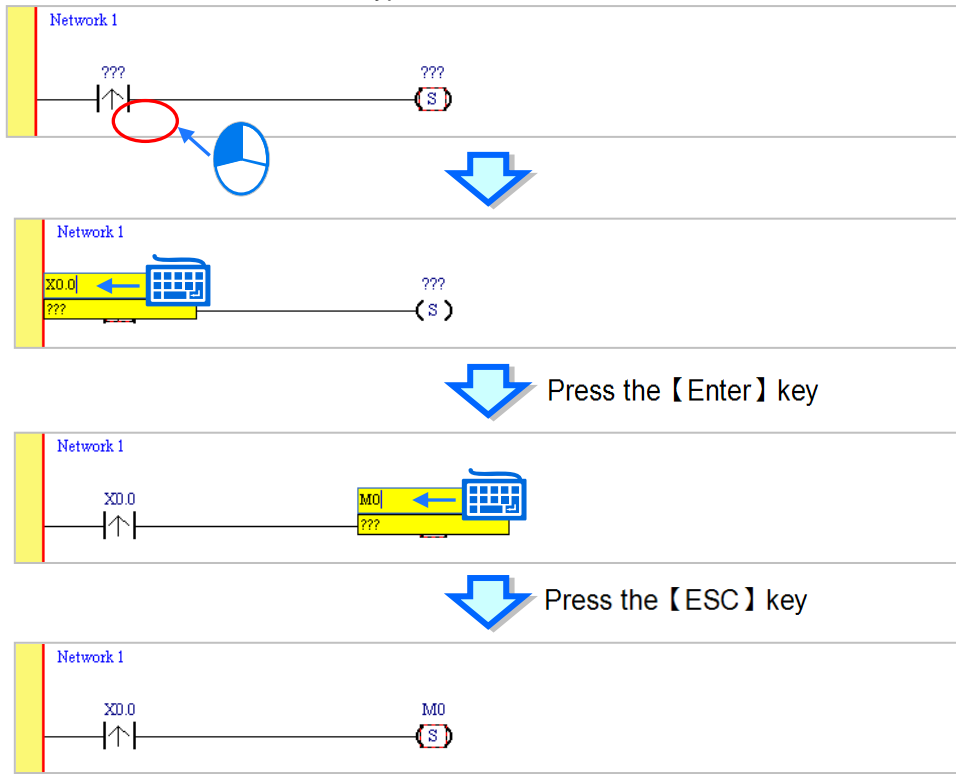 Network 1
??? ???
S
Network 1
X0.0
???
???
S
Press the【Enter】key
Network 1
X0.0
M0
???
Press the【ESC】key
Network 1
X0.0 M0
S